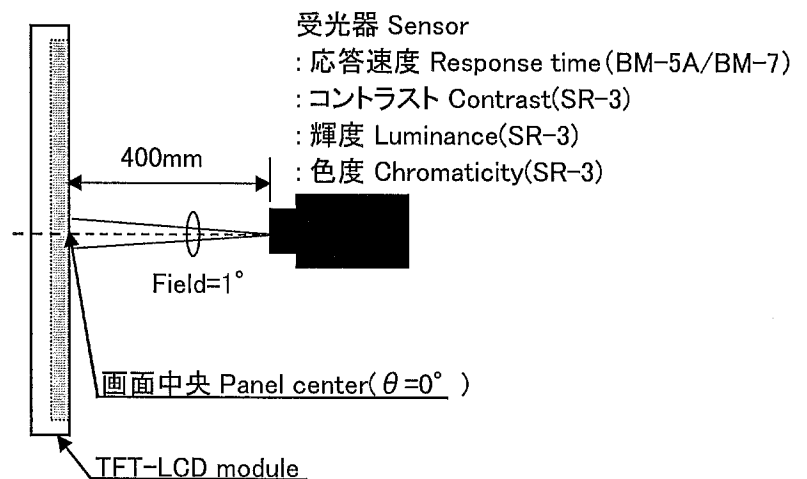 受光器 Sensor
: 応答速度 Response time(BM-5A/BM-7)
: コントラスト Contrast(SR-3)
: 輝度 Luminance(SR-3)
: 色度 Chromaticity(SR-3)
400mm
Field=1°
画面中央 Panel center(θ=0° )
TFT-LCD module